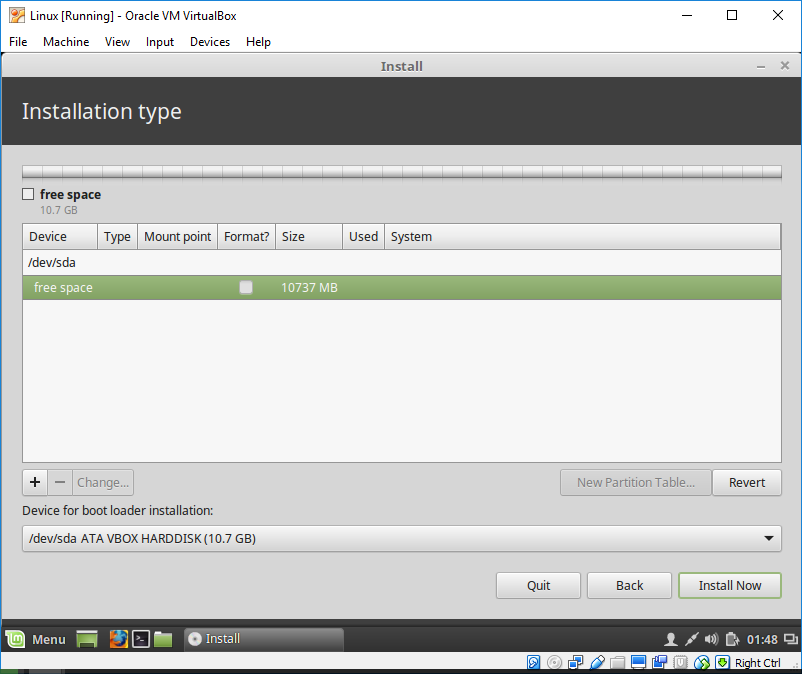 Linux [Running] - Oracle VM VirtualBox
File Machine View Input Devices Help
Install
Installation type
free space
10.7 GB
Device Type Mount point Format? Size Used System
/dev/sda
free space 10737 MB
+ − Change... New Partition Table... Revert
Device for boot loader installation:
/dev/sda ATA VBOX HARDDISK (10.7 GB)
Quit Back Install Now
Menu Install 01:48
Right Ctrl